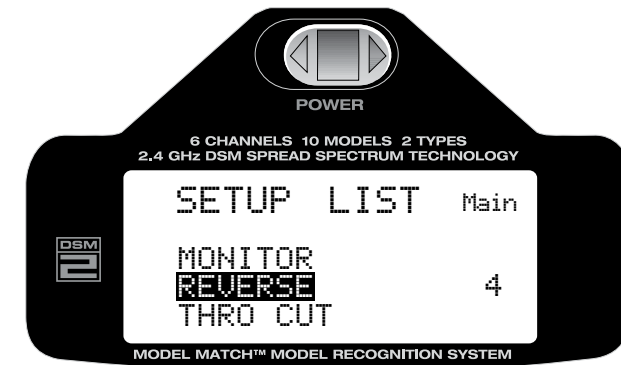 POWER
6 CHANNELS 10 MODELS 2 TYPES
2.4 GHz DSM SPREAD SPECTRUM TECHNOLOGY
SETUP LIST Main
DSM
2
MONITOR
REVERSE 4
THRO CUT
MODEL MATCH™ MODEL RECOGNITION SYSTEM